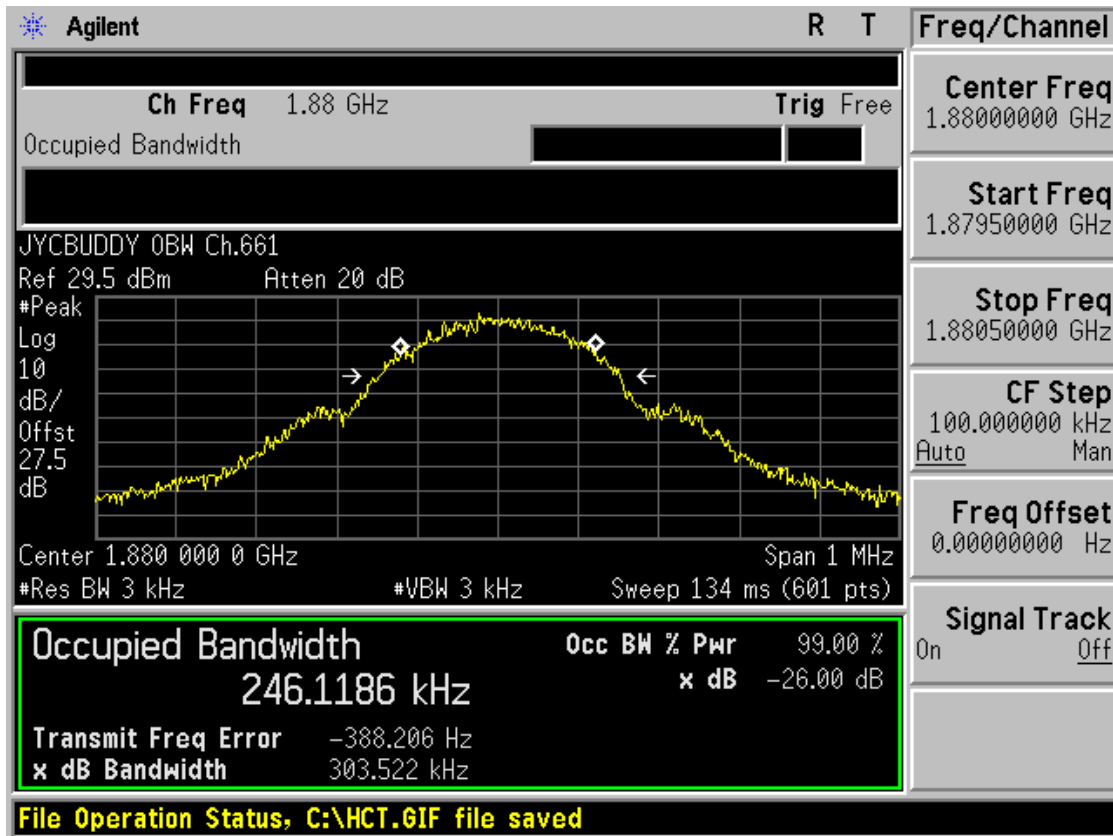 Agilent R T
Freq/Channel
Ch Freq 1.88 GHz Trig Free
Occupied Bandwidth
Center Freq
1.88000000 GHz
Start Freq
1.87950000 GHz
Stop Freq
1.88050000 GHz
CF Step
100.000000 kHz
Auto Man
Freq Offset
0.00000000 Hz
Signal Track
On Off
JYCBUDDY OBW Ch.661
Ref 29.5 dBm Atten 20 dB
#Peak
Log
10
dB/
Offst
27.5
dB
Center 1.880 000 0 GHz Span 1 MHz
#Res BW 3 kHz #VBW 3 kHz Sweep 134 ms (601 pts)
Occupied Bandwidth
246.1186 kHz
Occ BW % Pwr 99.00 %
x dB -26.00 dB
Transmit Freq Error -388.206 Hz
x dB Bandwidth 303.522 kHz
File Operation Status, C:\HCT.GIF file saved